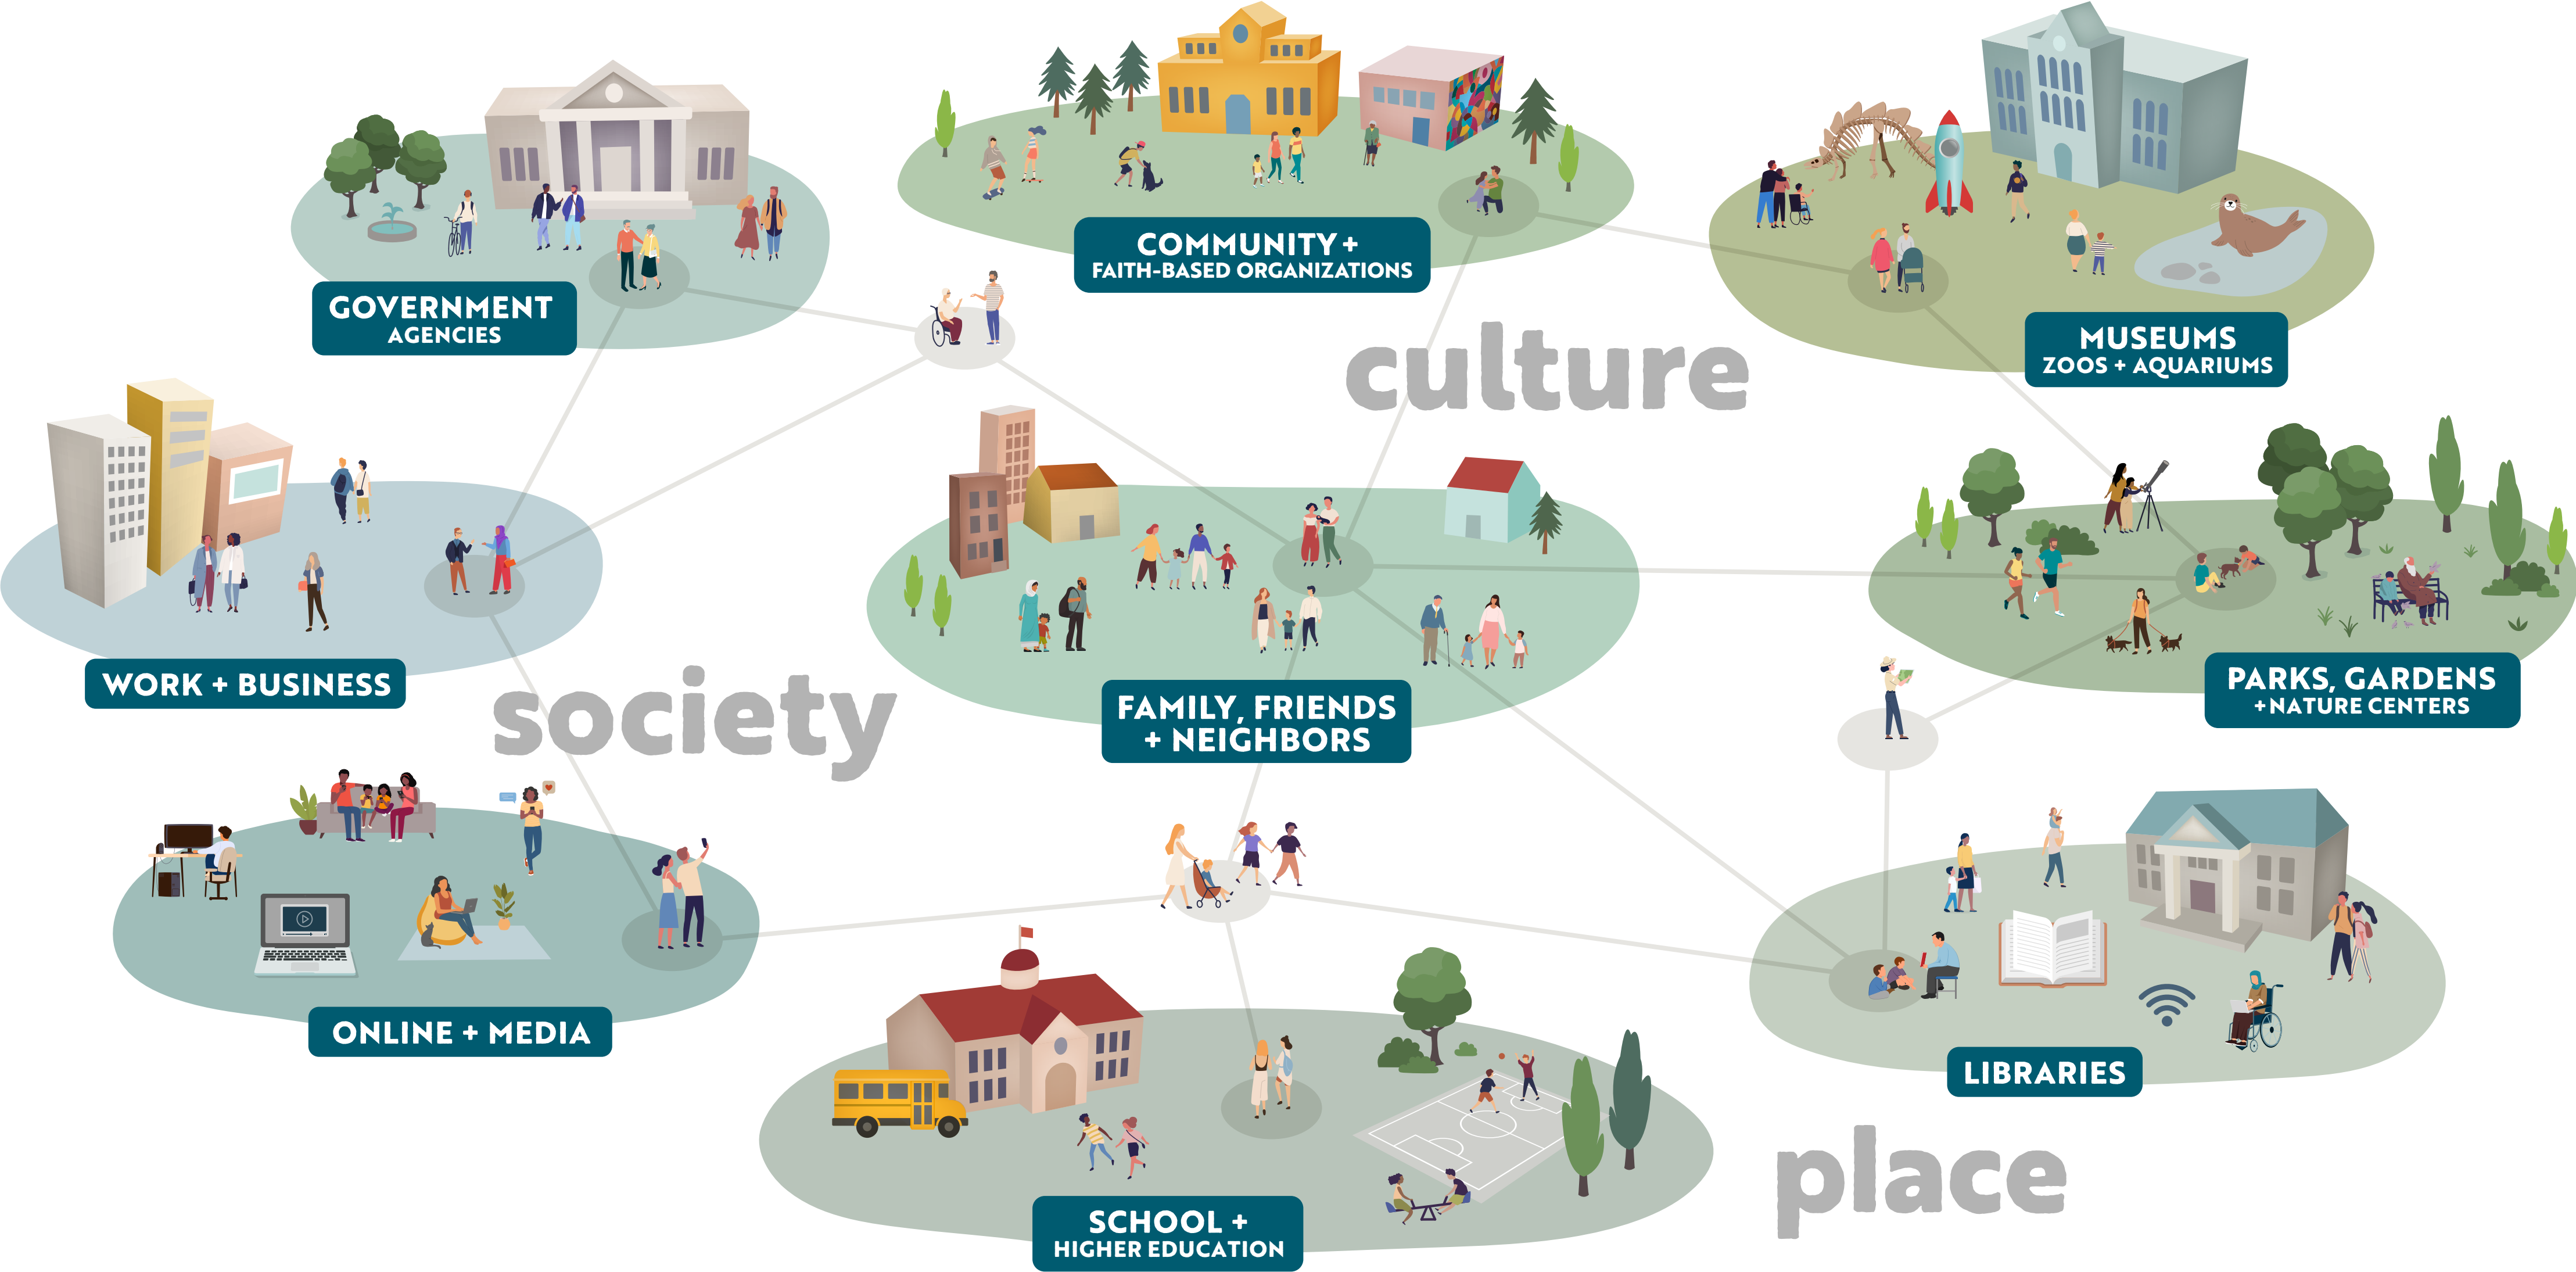 COMMUNITY +
FAITH-BASED ORGANIZATIONS
GOVERNMENT
AGENCIES
MUSEUMS
ZOOS + AQUARIUMS
culture
WORK + BUSINESS
society
FAMILY, FRIENDS
+ NEIGHBORS
PARKS, GARDENS
+ NATURE CENTERS
ONLINE + MEDIA
LIBRARIES
place
SCHOOL +
HIGHER EDUCATION